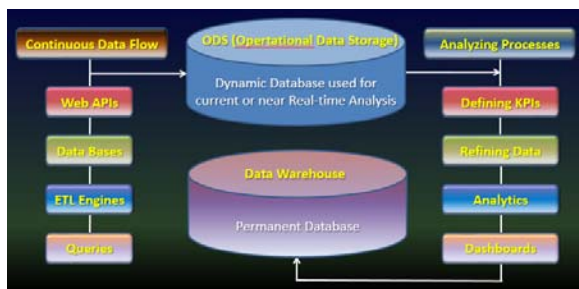 Continuous Data Flow
Web APIs
Data Bases
ETL Engines
Queries
ODS (Opertational Data Storage)
Dynamic Database used for
current or near Real-time Analysis
Data Warehouse
Permanent Database
Analyzing Processes
Defining KPIs
Refining Data
Analytics
Dashboards